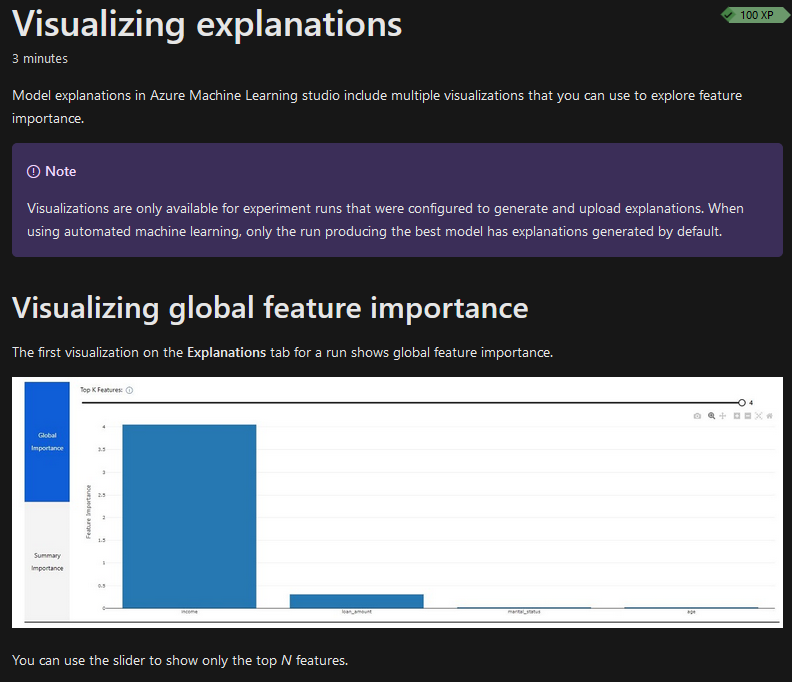 Visualizing explanations
100 XP
3 minutes
Model explanations in Azure Machine Learning studio include multiple visualizations that you can use to explore feature
importance.
Note
Visualizations are only available for experiment runs that were configured to generate and upload explanations. When
using automated machine learning, only the run producing the best model has explanations generated by default.
Visualizing global feature importance
The first visualization on the Explanations tab for a run shows global feature importance.
Top K Features:
4
Global
Importance
Summary
Importance
Feature Importance
4
3.5
3
2.5
2
1.5
1
0.5
0
income
loan_amount
marital_status
age
You can use the slider to show only the top N features.